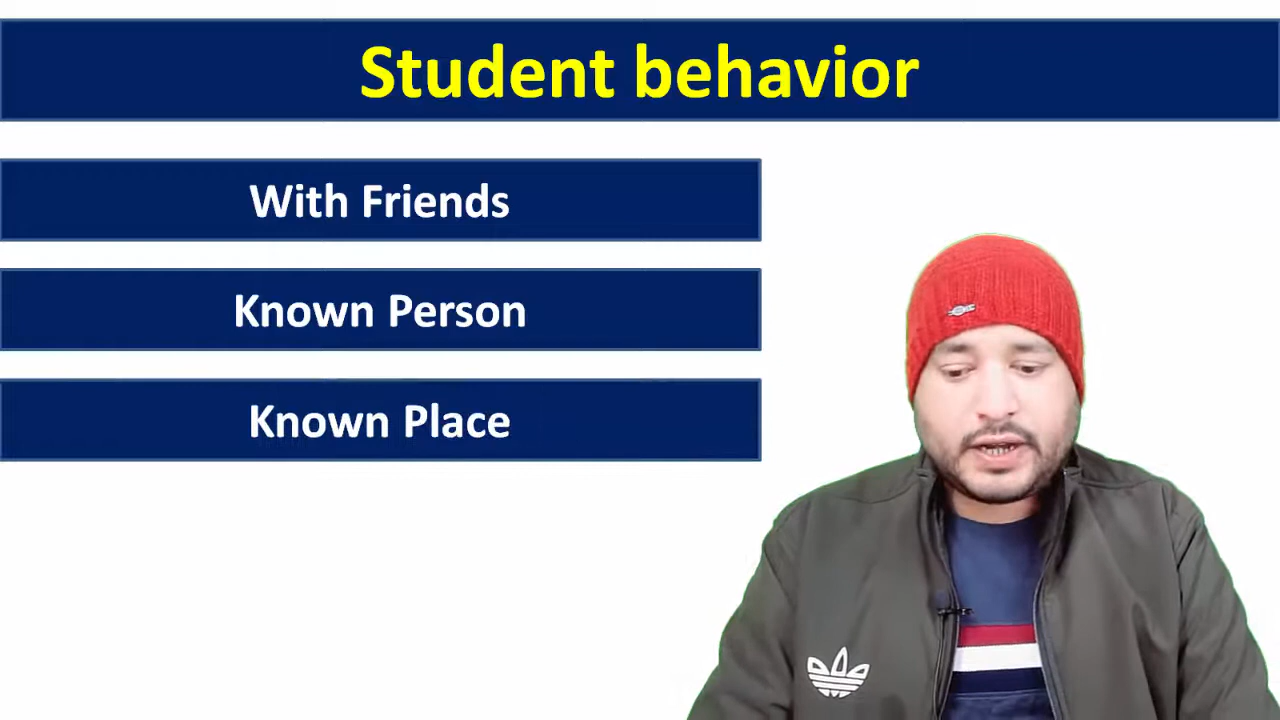 Student behavior
With Friends
Known Person
Known Place